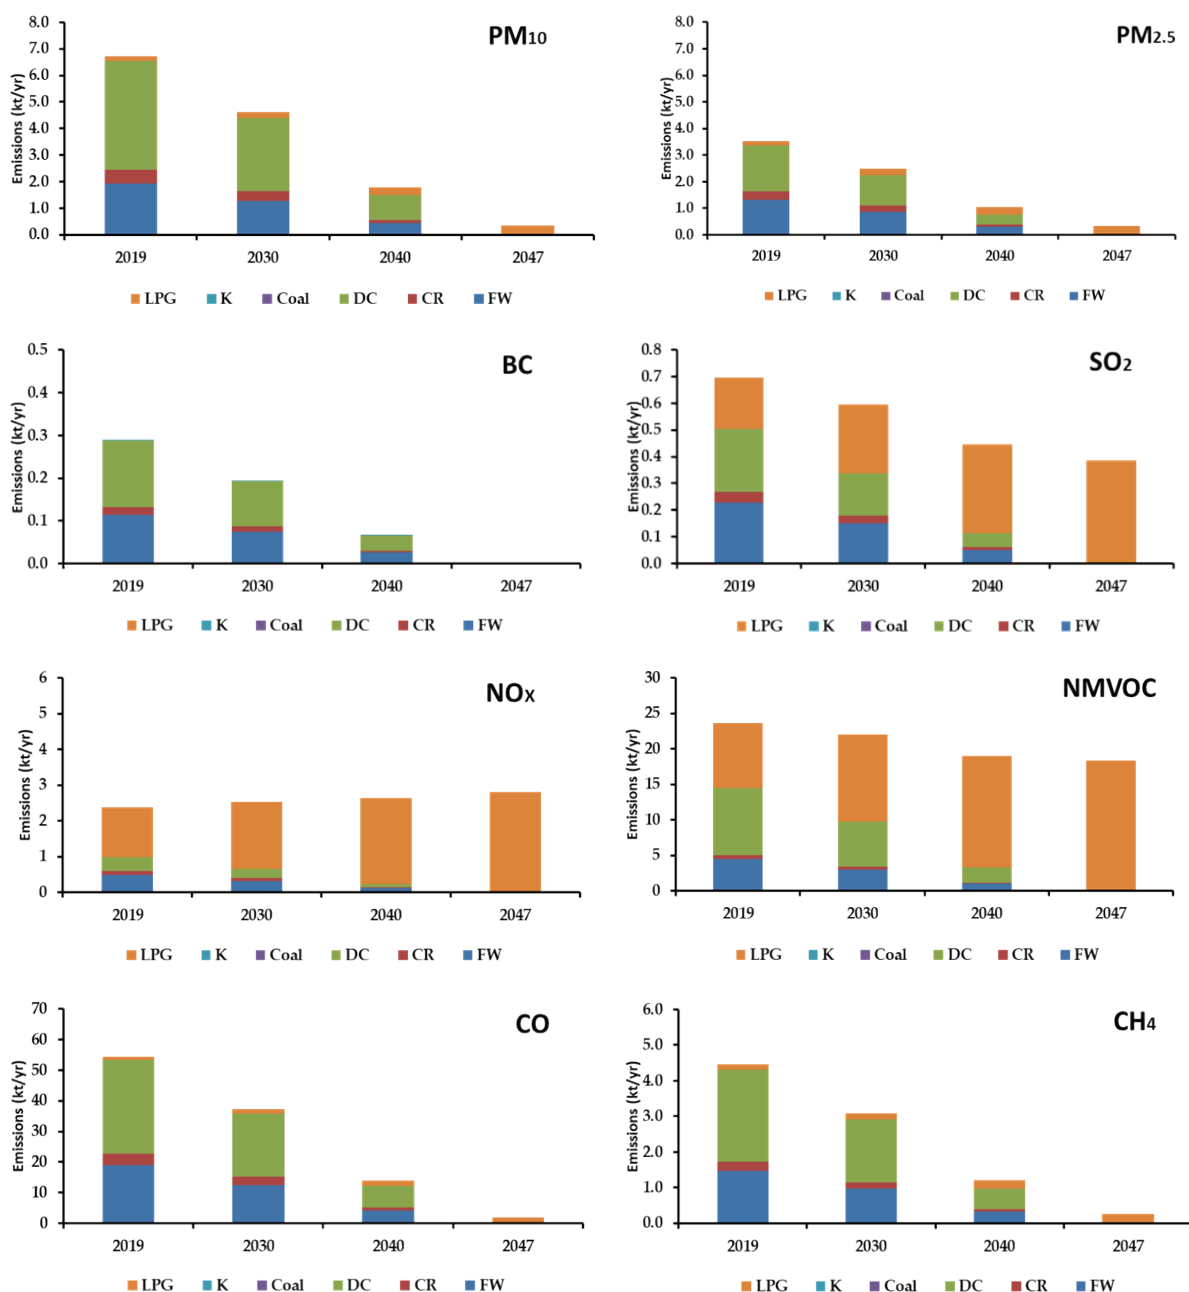 PM10
Emissions (kt/yr)
8.0
7.0
6.0
5.0
4.0
3.0
2.0
1.0
0.0
2019 2030 2040 2047
LPG K Coal DC CR FW
PM2.5
Emissions (kt/yr)
8.0
7.0
6.0
5.0
4.0
3.0
2.0
1.0
0.0
2019 2030 2040 2047
LPG K Coal DC CR FW
BC
Emissions (kt/yr)
0.5
0.4
0.3
0.2
0.1
0.0
2019 2030 2040 2047
LPG K Coal DC CR FW
SO2
Emissions (kt/yr)
0.8
0.7
0.6
0.5
0.4
0.3
0.2
0.1
0.0
2019 2030 2040 2047
LPG K Coal DC CR FW
NOX
Emissions (kt/yr)
6
5
4
3
2
1
0
2019 2030 2040 2047
LPG K Coal DC CR FW
NMVOC
Emissions (kt/yr)
30
25
20
15
10
5
0
2019 2030 2040 2047
LPG K Coal DC CR FW
CO
Emissions (kt/yr)
70
60
50
40
30
20
10
0
2019 2030 2040 2047
LPG K Coal DC CR FW
CH4
Emissions (kt/yr)
6.0
5.0
4.0
3.0
2.0
1.0
0.0
2019 2030 2040 2047
LPG K Coal DC CR FW